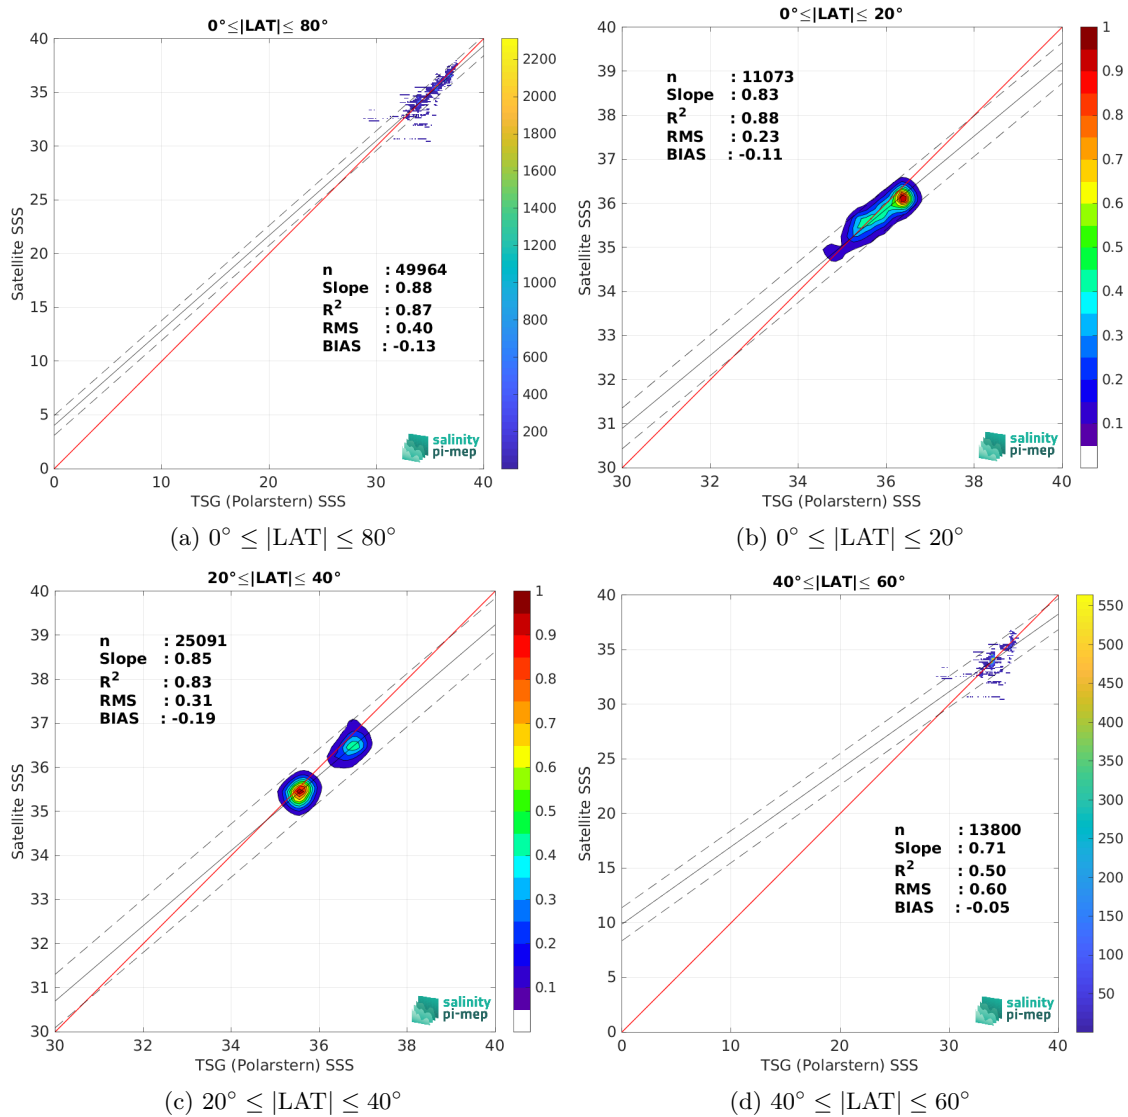 0°≤|LAT|≤ 80°
40
35
30
25
20
15
10
5
0
Satellite SSS
n : 49964
Slope : 0.88
R² : 0.87
RMS : 0.40
BIAS : -0.13
salinity
pi-mep
0 10 20 30 40
TSG (Polarstern) SSS
2200
2000
1800
1600
1400
1200
1000
800
600
400
200
(a) 0° ≤ |LAT| ≤ 80°
0°≤|LAT|≤ 20°
40
39
38
37
36
35
34
33
32
31
30
Satellite SSS
n : 11073
Slope : 0.83
R² : 0.88
RMS : 0.23
BIAS : -0.11
salinity
pi-mep
30 32 34 36 38 40
TSG (Polarstern) SSS
1
0.9
0.8
0.7
0.6
0.5
0.4
0.3
0.2
0.1
(b) 0° ≤ |LAT| ≤ 20°
20°≤|LAT|≤ 40°
40
39
38
37
36
35
34
33
32
31
30
Satellite SSS
n : 25091
Slope : 0.85
R² : 0.83
RMS : 0.31
BIAS : -0.19
salinity
pi-mep
30 32 34 36 38 40
TSG (Polarstern) SSS
1
0.9
0.8
0.7
0.6
0.5
0.4
0.3
0.2
0.1
(c) 20° ≤ |LAT| ≤ 40°
40°≤|LAT|≤ 60°
40
35
30
25
20
15
10
5
0
Satellite SSS
n : 13800
Slope : 0.71
R² : 0.50
RMS : 0.60
BIAS : -0.05
salinity
pi-mep
0 10 20 30 40
TSG (Polarstern) SSS
550
500
450
400
350
300
250
200
150
100
50
(d) 40° ≤ |LAT| ≤ 60°